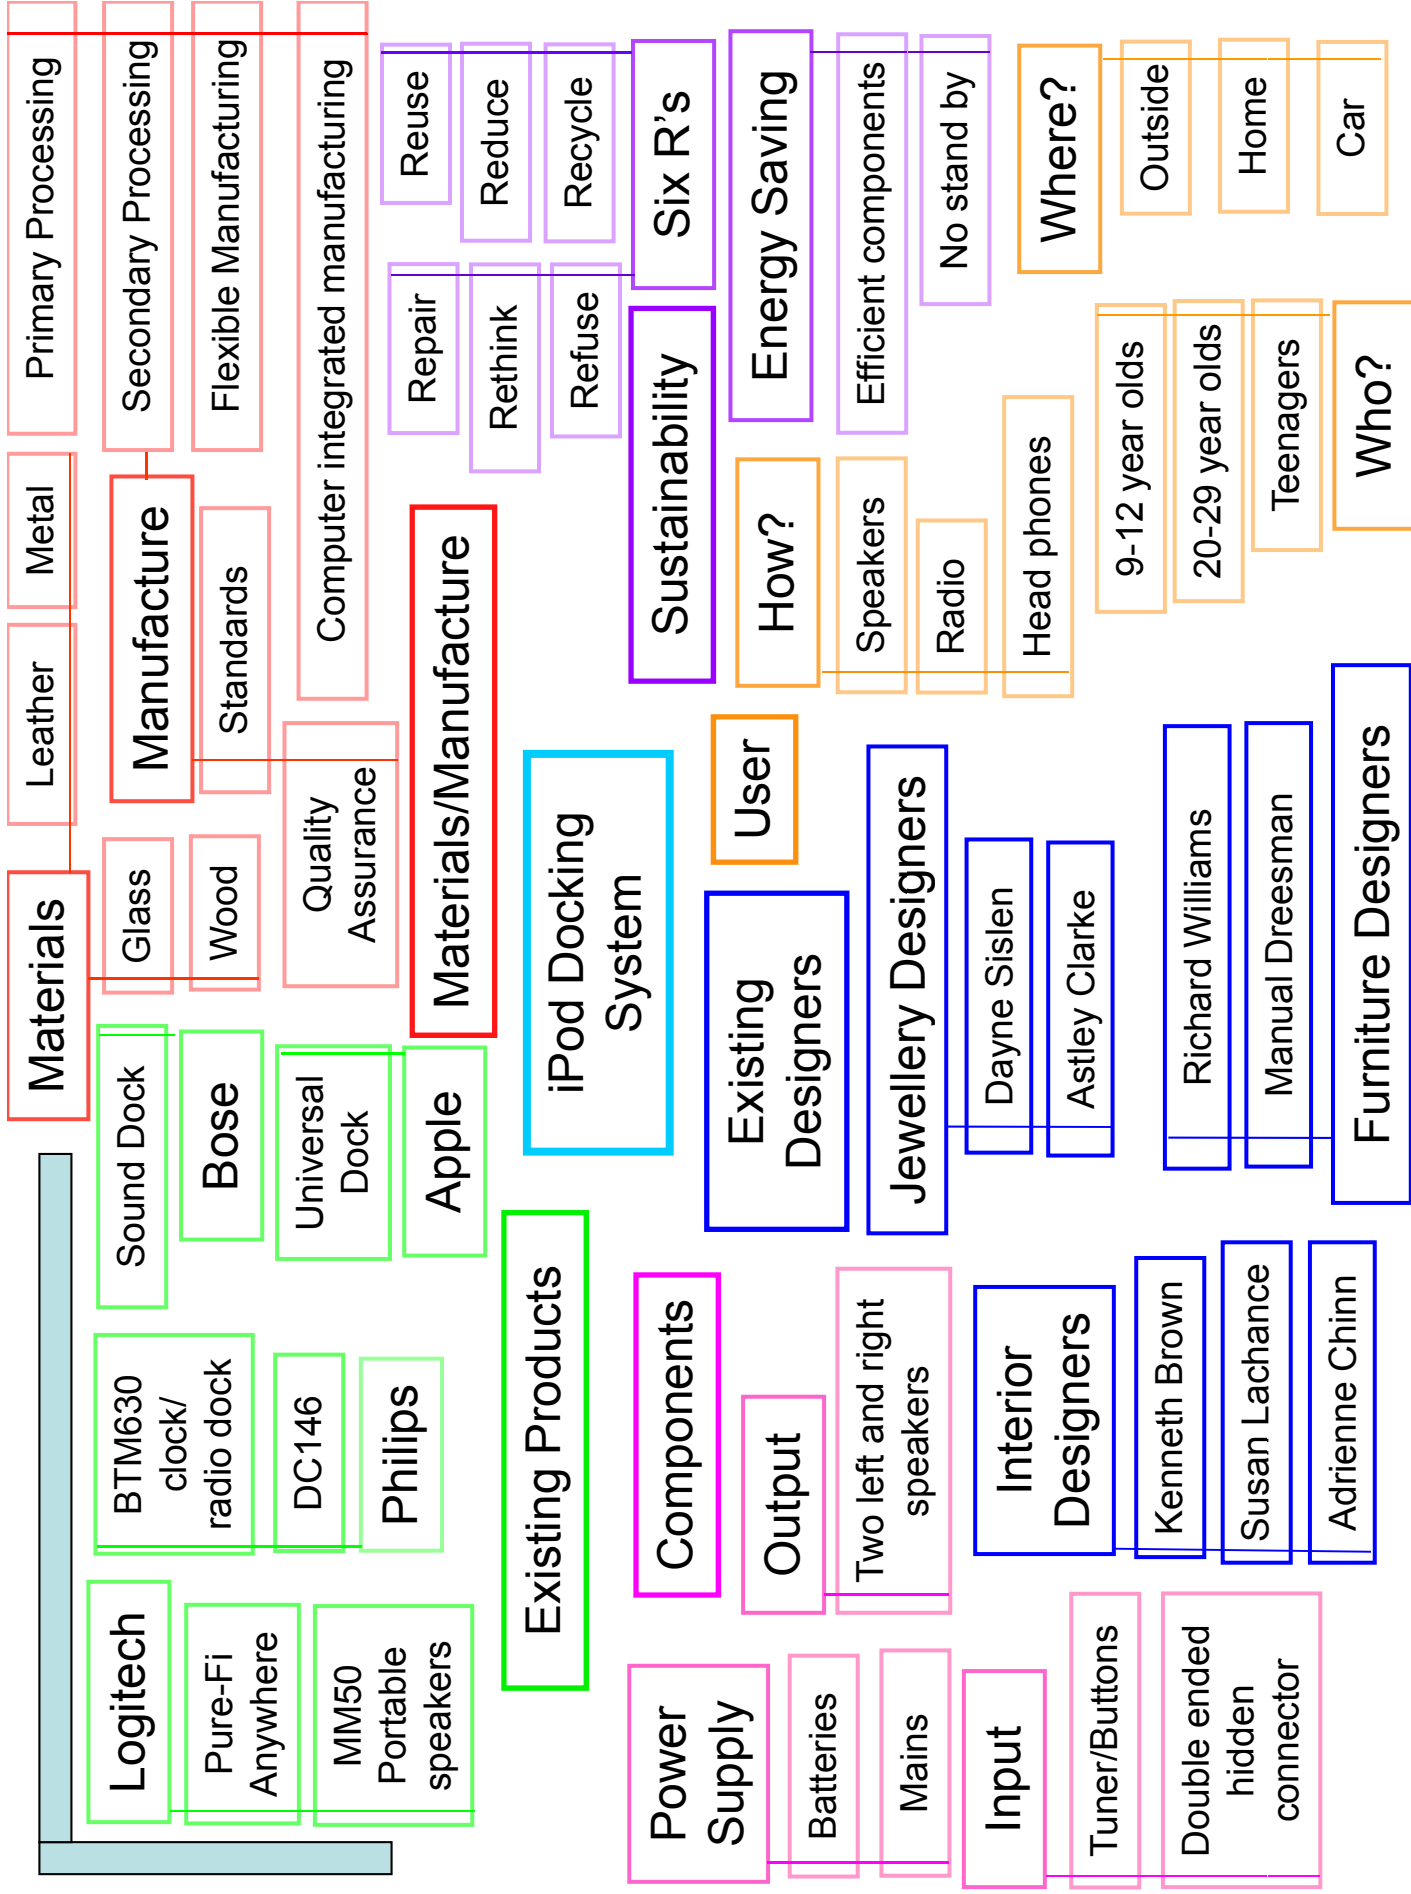 Logitech
Pure-Fi
Anywhere
MM50
Portable
speakers
BTM630
clock/
radio dock
DC146
Philips
Sound Dock
Bose
Universal
Dock
Apple
Existing Products
Materials
Glass
Wood
Leather
Metal
Manufacture
Standards
Quality
Assurance
Primary Processing
Secondary Processing
Flexible Manufacturing
Computer integrated manufacturing
Materials/Manufacture
iPod Docking
System
Repair
Rethink
Refuse
Reuse
Reduce
Recycle
Six R's
Sustainability
Energy Saving
Efficient components
No stand by
Components
Power
Supply
Batteries
Mains
Output
Two left and right
speakers
Input
Tuner/Buttons
Double ended
hidden
connector
Existing
Designers
Jewellery Designers
Dayne Sislen
Astley Clarke
Interior
Designers
Kenneth Brown
Susan Lachance
Adrienne Chinn
Richard Williams
Manual Dreesman
Furniture Designers
User
How?
Speakers
Radio
Head phones
Where?
Outside
Home
Car
9-12 year olds
20-29 year olds
Teenagers
Who?